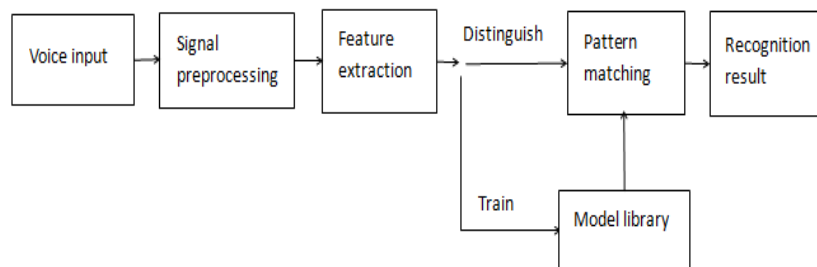 Voice input
Signal
preprocessing
Feature
extraction
Distinguish
Pattern
matching
Recognition
result
Train
Model library